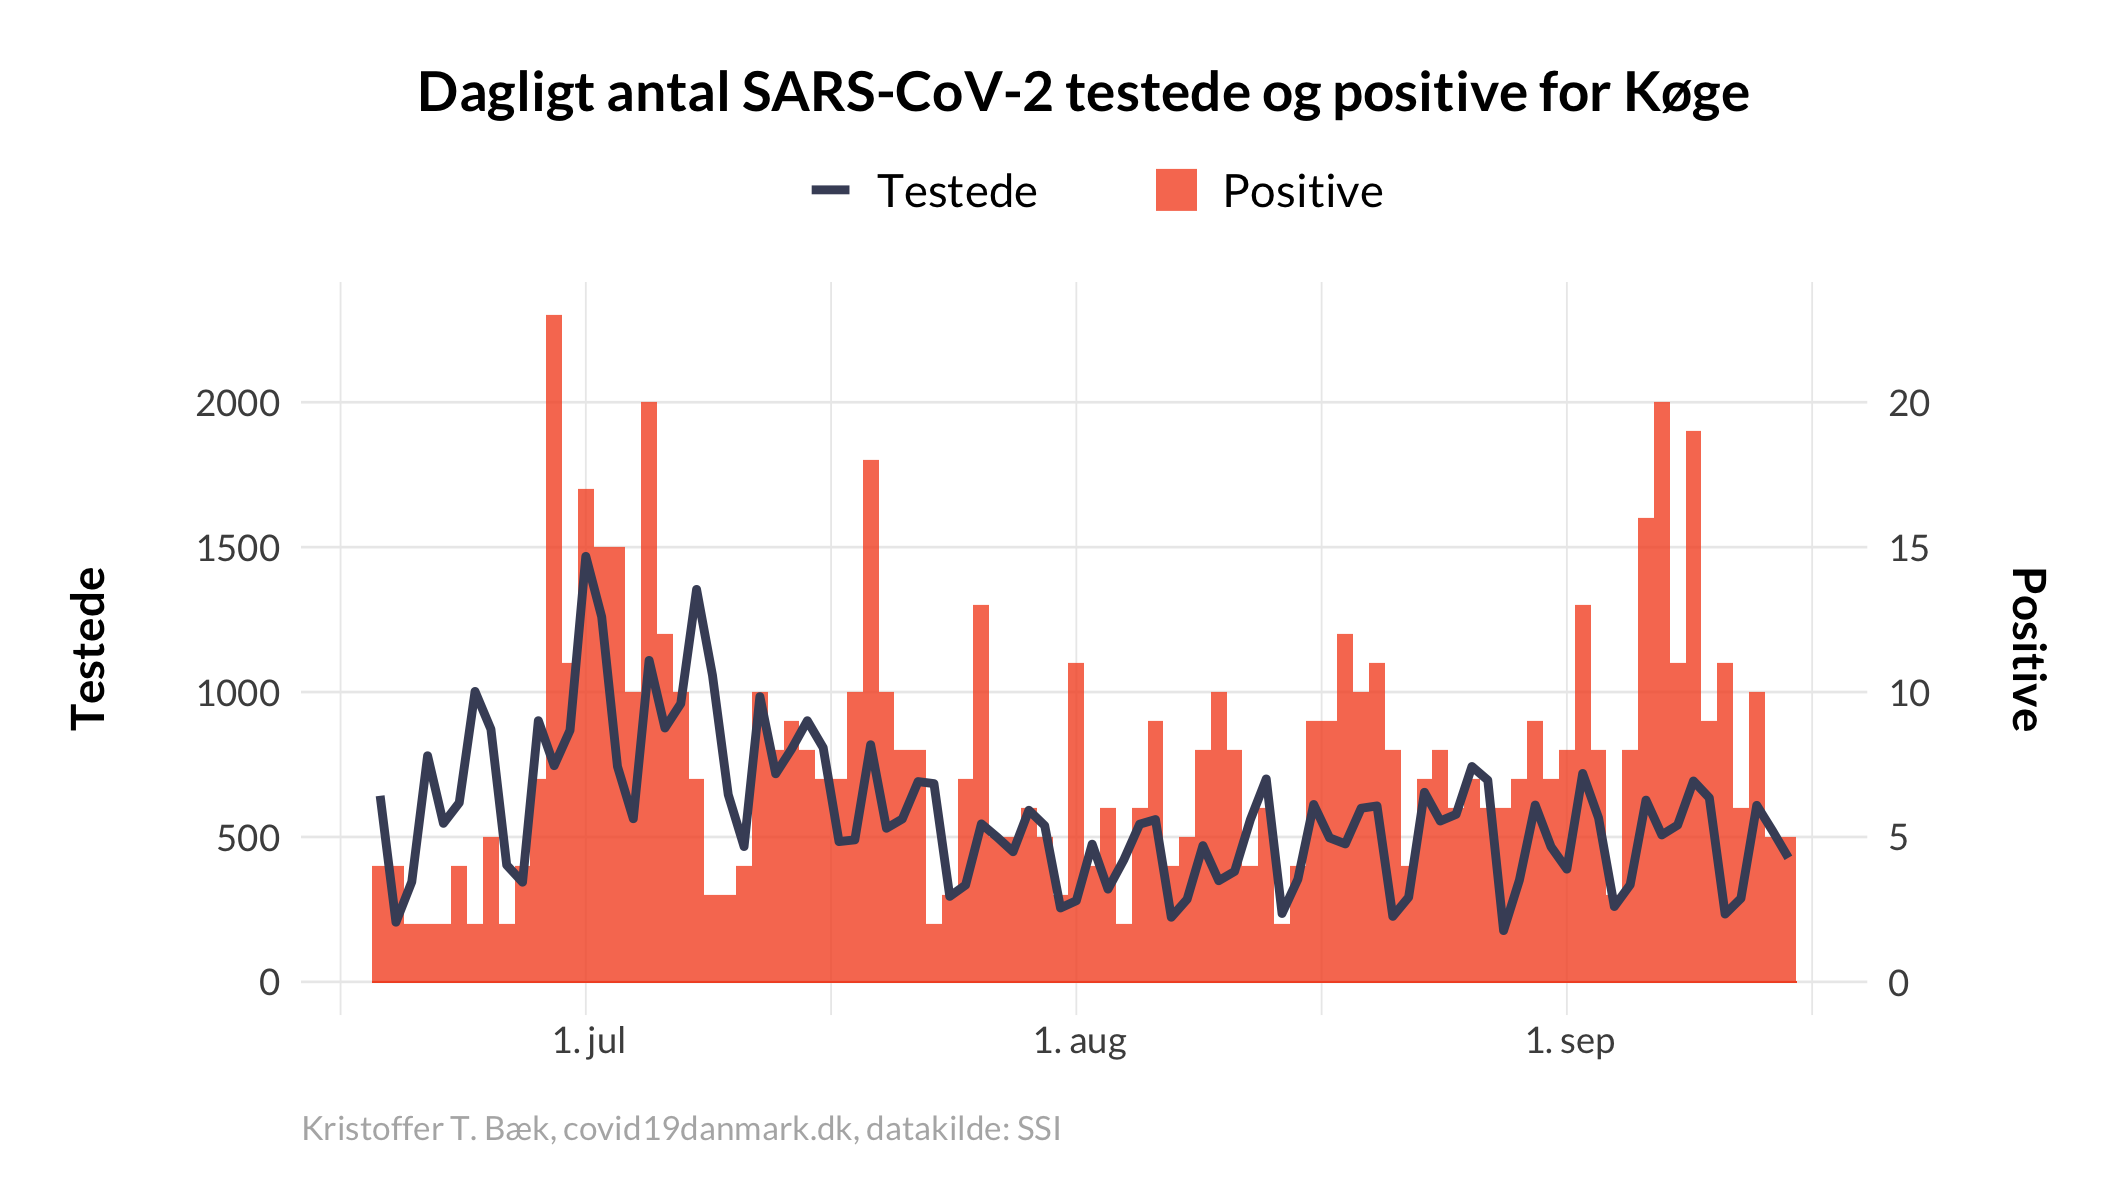 Dagligt antal SARS-CoV-2 testede og positive for Køge
Testede Positive
2000 20
1500 15
1000 10
500 5
0 0
Testede
Positive
1. jul 1. aug 1. sep
Kristoffer T. Bæk, covid19danmark.dk, datakilde: SSI